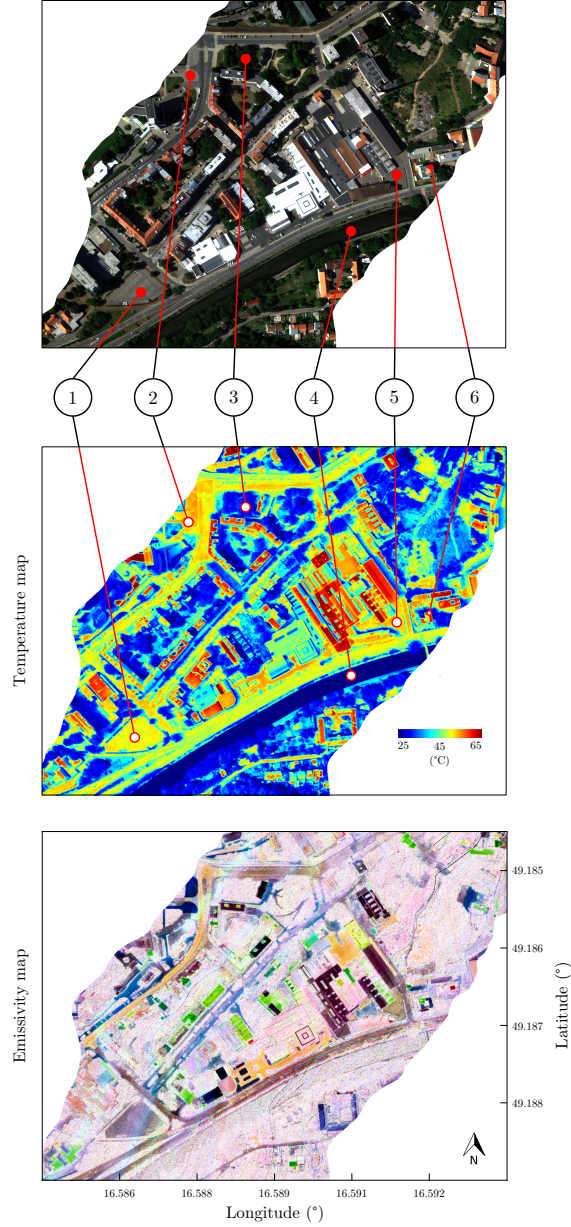 1 2 3 4 5 6
Temperature map
25 45 65
(°C)
Emissivity map
49.185
49.186
49.187
49.188
Latitude (°)
N
16.586 16.588 16.589 16.591 16.592
Longitude (°)